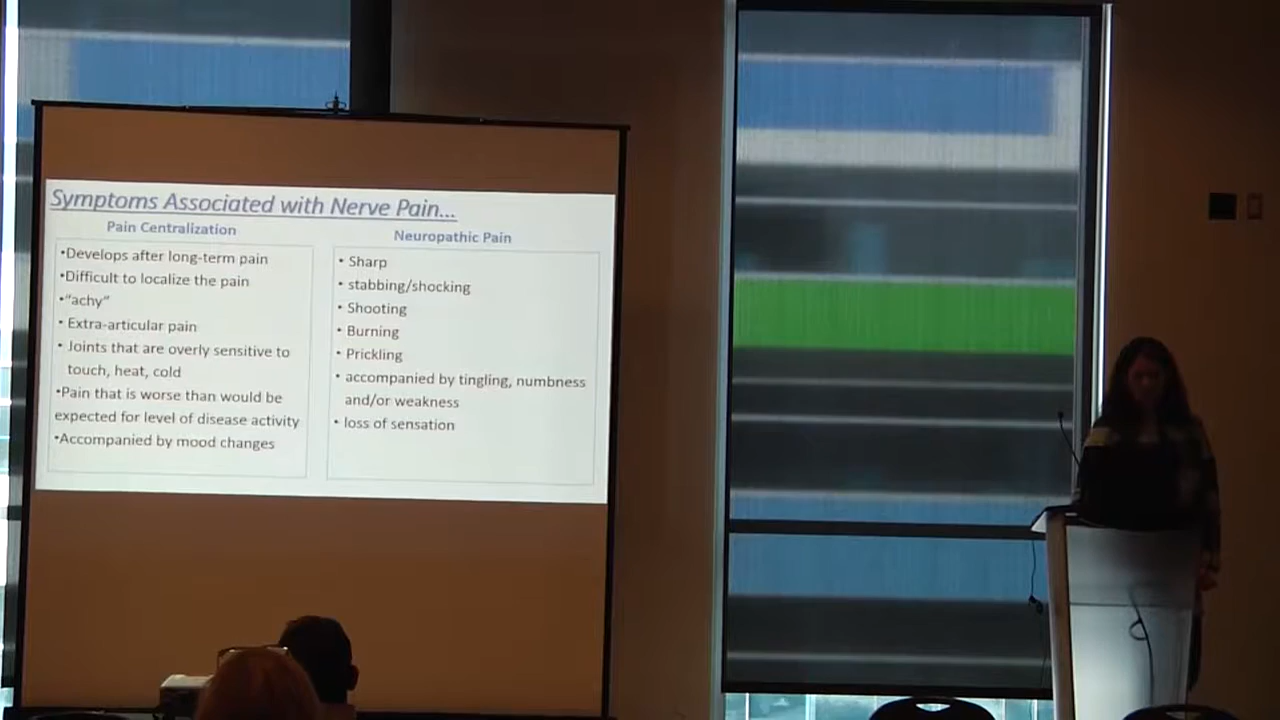 Symptoms Associated with Nerve Pain...
Pain Centralization
•Develops after long-term pain
•Difficult to localize the pain
•"achy"
• Extra-articular pain
• Joints that are overly sensitive to
touch, heat, cold
•Pain that is worse than would be
expected for level of disease activity
•Accompanied by mood changes
Neuropathic Pain
• Sharp
• stabbing/shocking
• Shooting
• Burning
• Prickling
• accompanied by tingling, numbness
and/or weakness
• loss of sensation